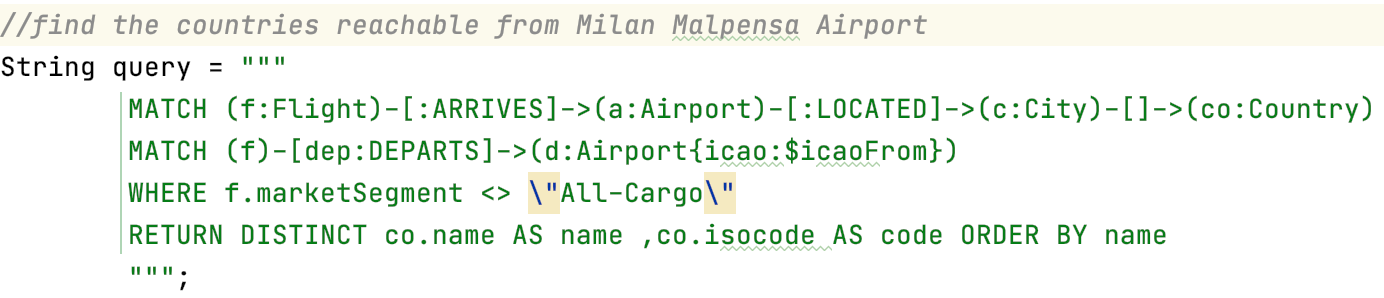 //find the countries reachable from Milan Malpensa Airport
String query = """
MATCH (f:Flight)-[:ARRIVES]->(a:Airport)-[:LOCATED]->(c:City)-[]->(co:Country)
MATCH (f)-[dep:DEPARTS]->(d:Airport{icao:$icaoFrom})
WHERE f.marketSegment <> \"All-Cargo\"
RETURN DISTINCT co.name AS name ,co.isocode AS code ORDER BY name
""";